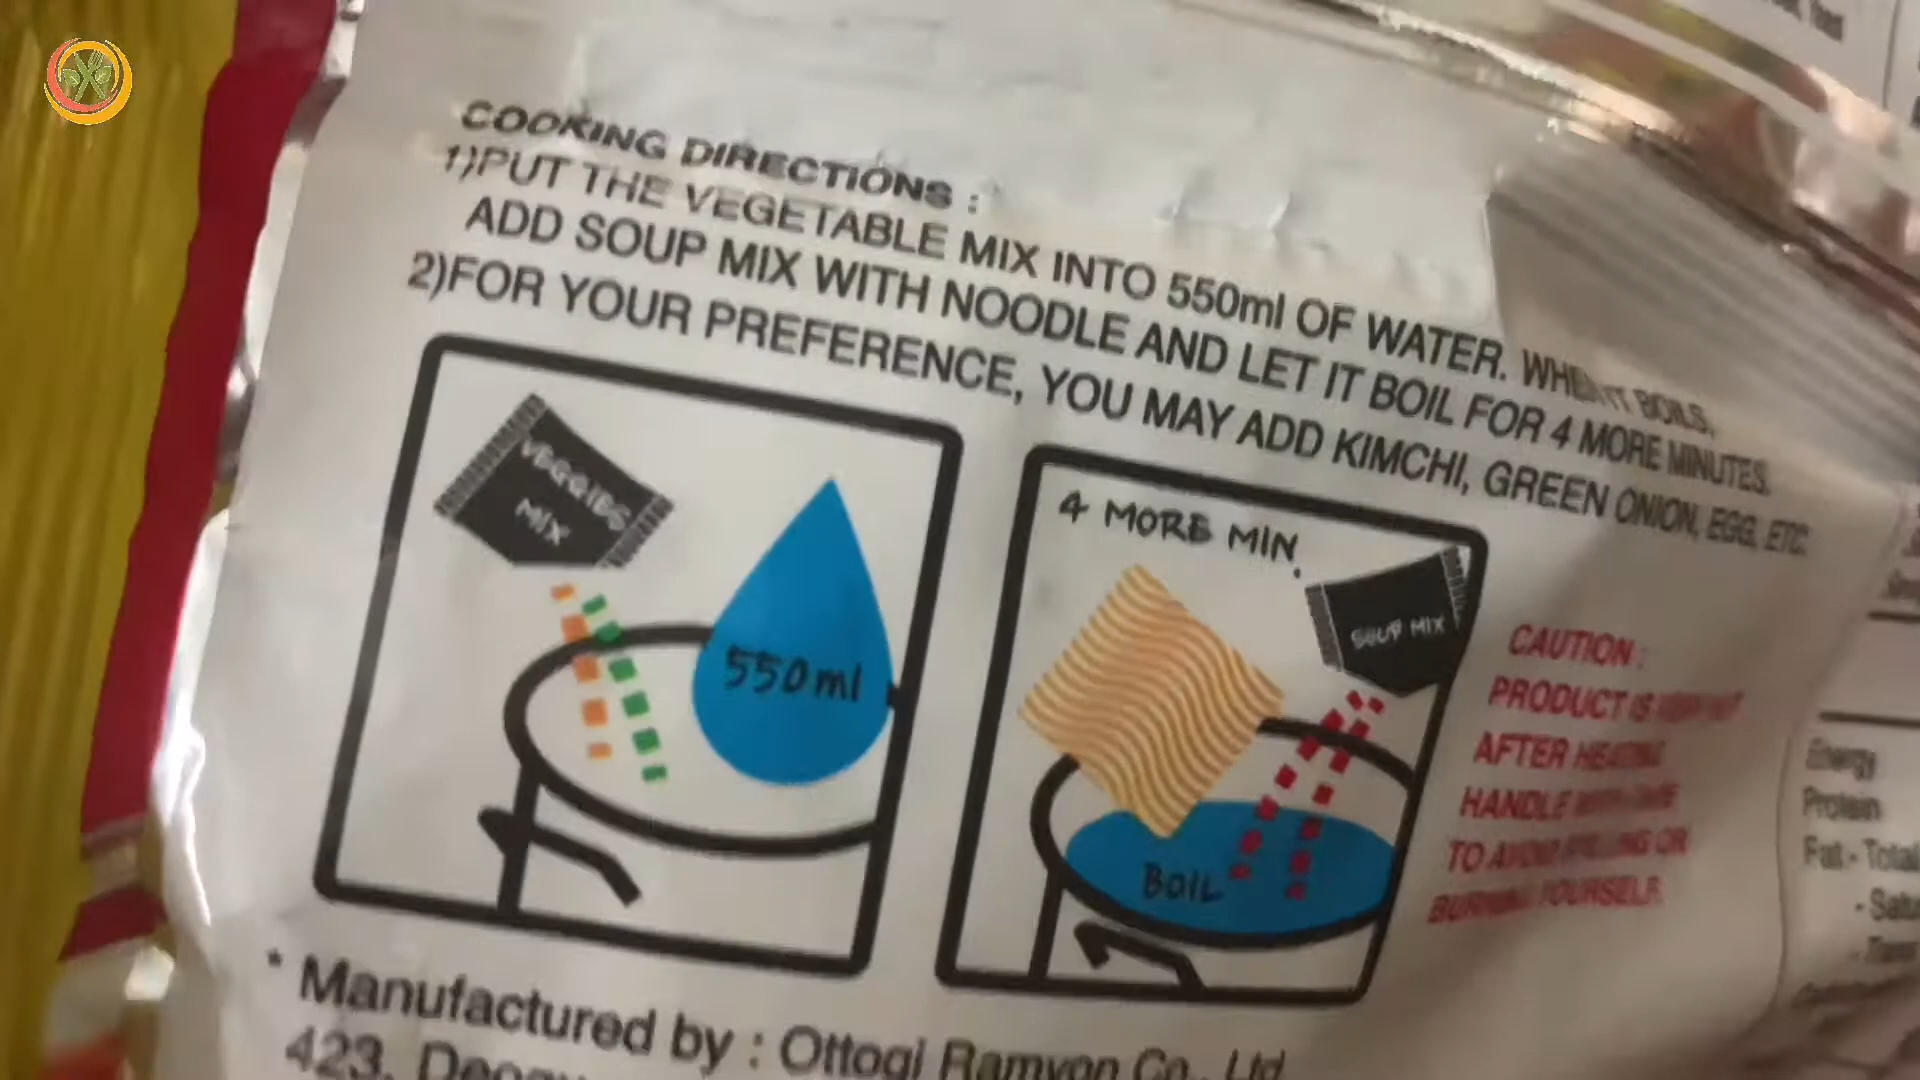 COOKING DIRECTIONS :
1)PUT THE VEGETABLE MIX INTO 550ml OF WATER. WHEN IT BOILS,
ADD SOUP MIX WITH NOODLE AND LET IT BOIL FOR 4 MORE MINUTES.
2)FOR YOUR PREFERENCE, YOU MAY ADD KIMCHI, GREEN ONION, EGG, ETC.
VEGGIES
MIX
550ml
4 MORE MIN.
SOUP MIX
BOIL
CAUTION :
PRODUCT IS VERY HOT
AFTER HEATING
HANDLE WITH CARE
TO AVOID SPILLING OR
BURNING YOURSELF.
* Manufactured by : Ottogi Ramyon Co., Ltd
423,
Energy
Protein
Fat - Total